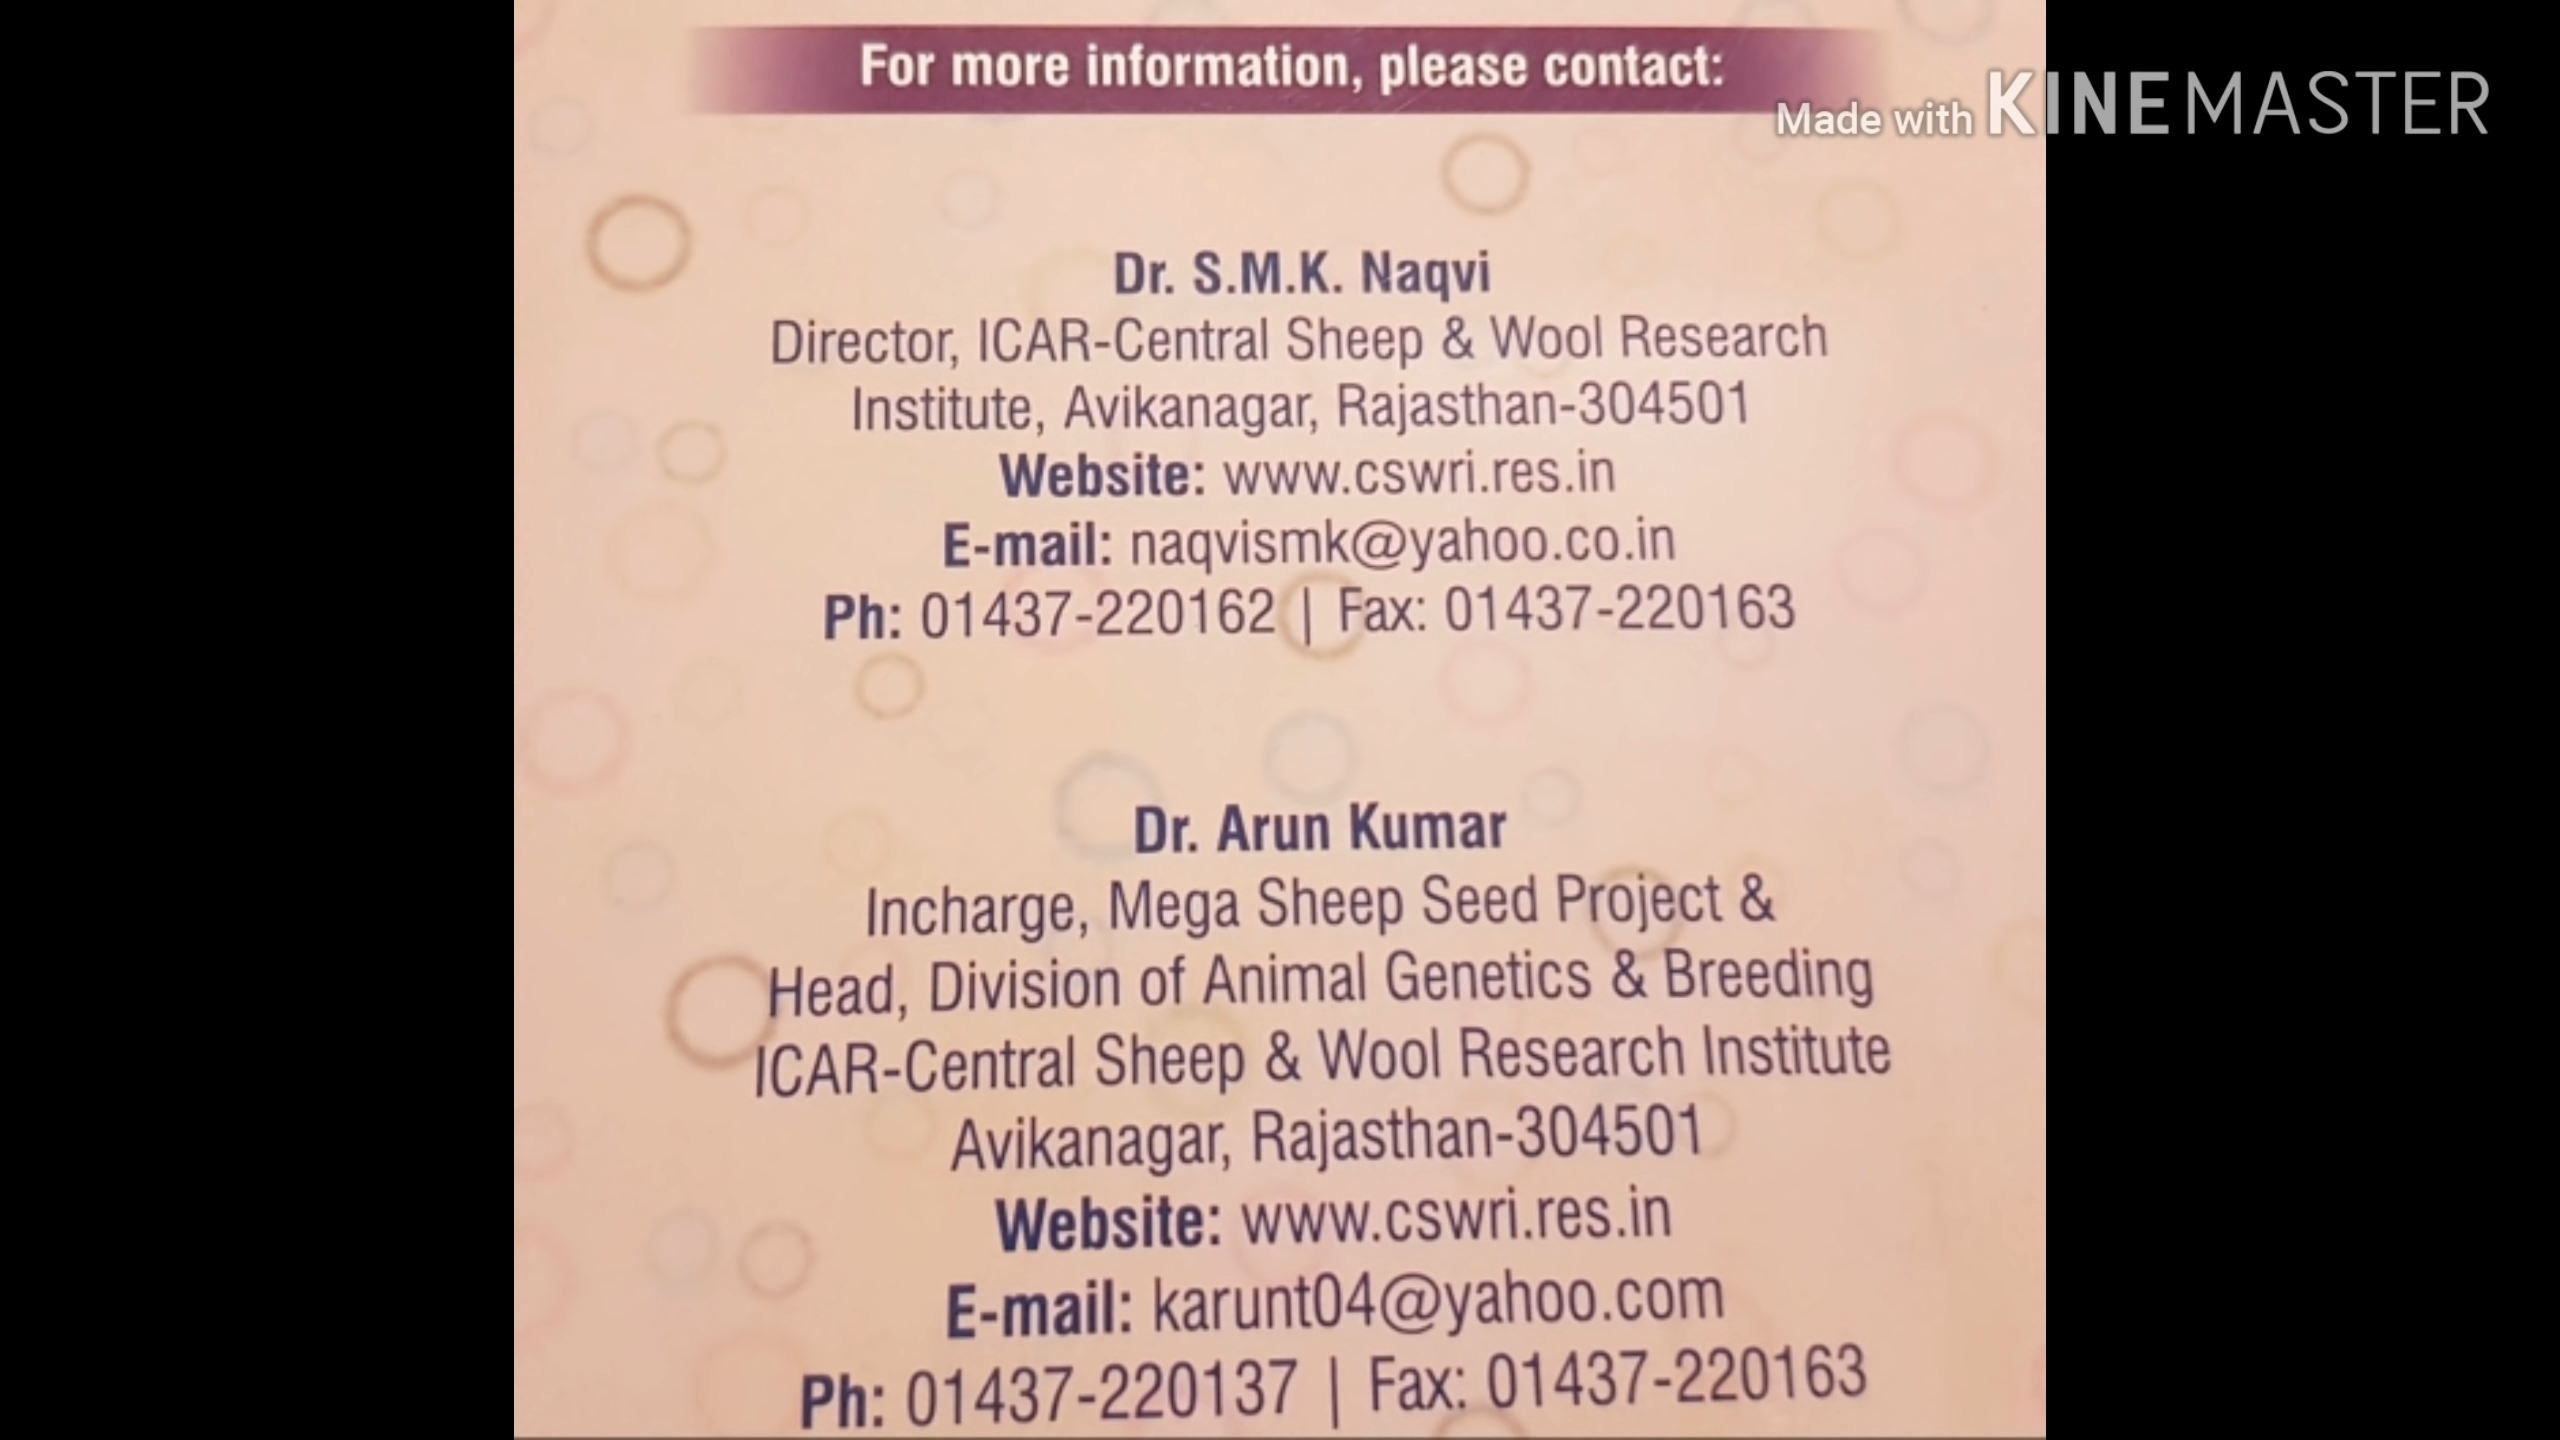 For more information, please contact:
Made with KINEMASTER
Dr. S.M.K. Naqvi
Director, ICAR-Central Sheep & Wool Research
Institute, Avikanagar, Rajasthan-304501
Website: www.cswri.res.in
E-mail: naqvismk@yahoo.co.in
Ph: 01437-220162 | Fax: 01437-220163
Dr. Arun Kumar
Incharge, Mega Sheep Seed Project &
Head, Division of Animal Genetics & Breeding
ICAR-Central Sheep & Wool Research Institute
Avikanagar, Rajasthan-304501
Website: www.cswri.res.in
E-mail: karunt04@yahoo.com
Ph: 01437-220137 | Fax: 01437-220163